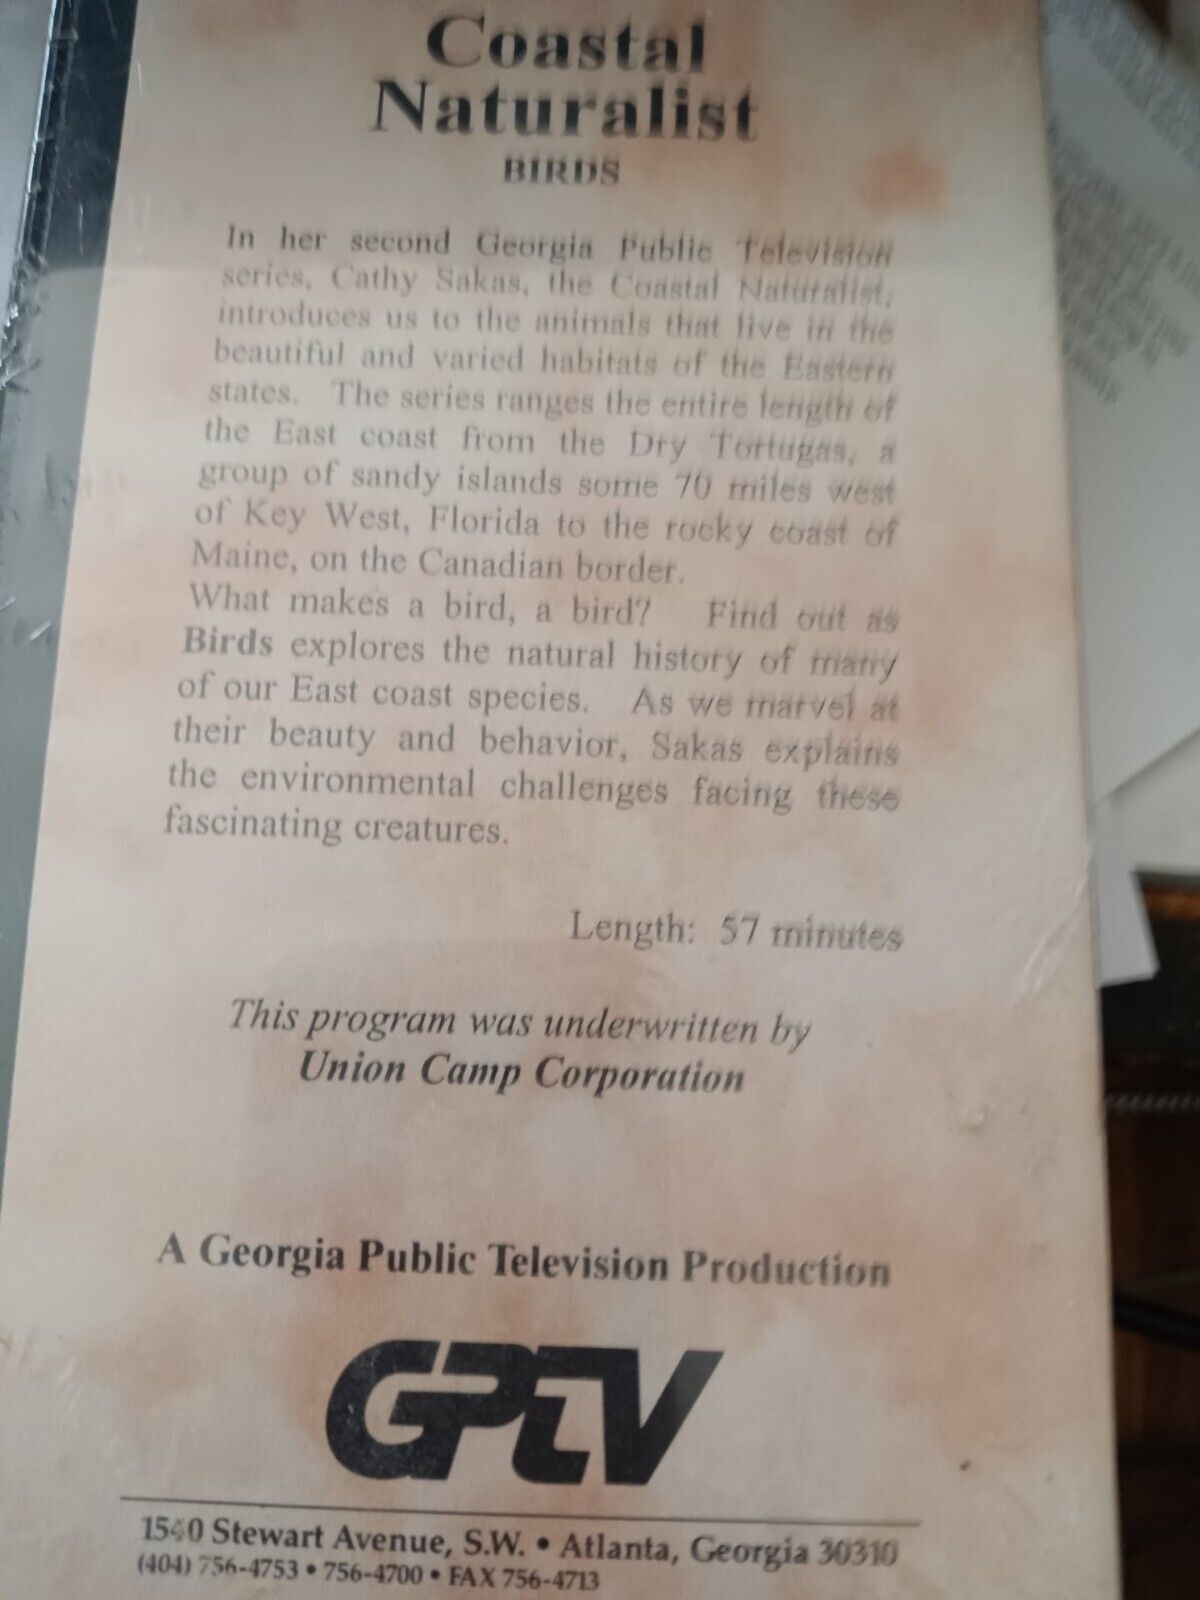 Coastal
Naturalist
BIRDS
In her second Georgia Public Television
series, Cathy Sakas, the Coastal Naturalist,
introduces us to the animals that live in the
beautiful and varied habitats of the Eastern
states. The series ranges the entire length of
the East coast from the Dry Tortugas, a
group of sandy islands some 70 miles west
of Key West, Florida to the rocky coast of
Maine, on the Canadian border.
What makes a bird, a bird? Find out as
Birds explores the natural history of many
of our East coast species. As we marvel at
their beauty and behavior, Sakas explains
the environmental challenges facing these
fascinating creatures.
Length: 57 minutes
This program was underwritten by
Union Camp Corporation
A Georgia Public Television Production
GPTV
1540 Stewart Avenue, S.W. • Atlanta, Georgia 30310
(404) 756-4753 • 756-4700 • FAX 756-4713